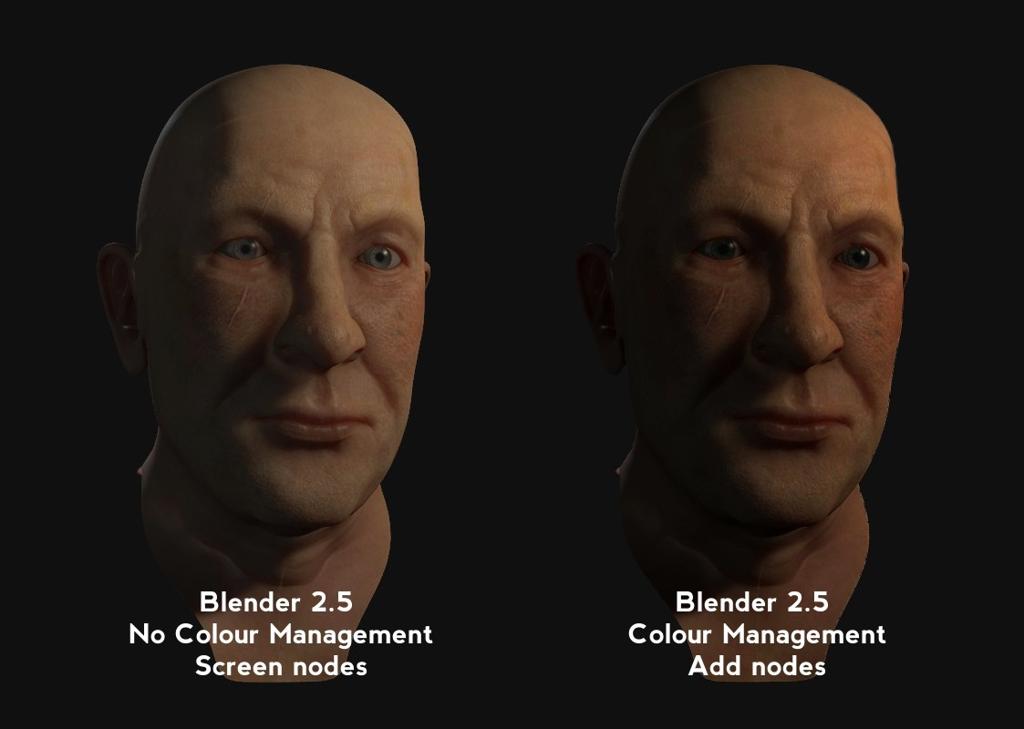 Blender 2.5
No Colour Management
Screen nodes
Blender 2.5
Colour Management
Add nodes